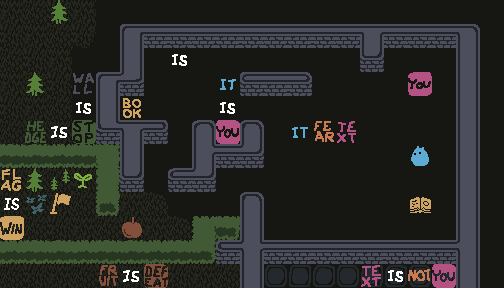 IS
WALL IT YOU
IS BOOK IS
HEDGE IS STOP YOU IT FEAR TEXT
FLAG
IS
WIN
FRUIT IS DEFEAT TEXT IS NOT YOU